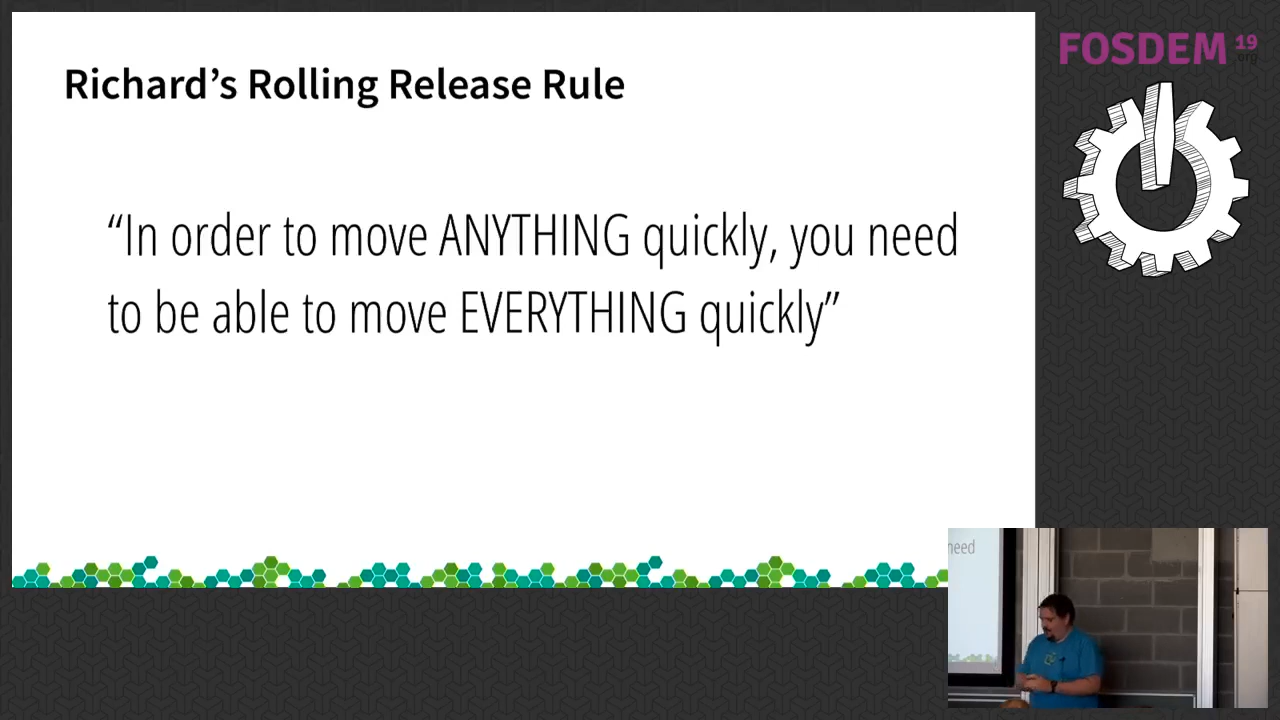 Richard’s Rolling Release Rule
“In order to move ANYTHING quickly, you need
to be able to move EVERYTHING quickly”
FOSDEM 19
.org
need